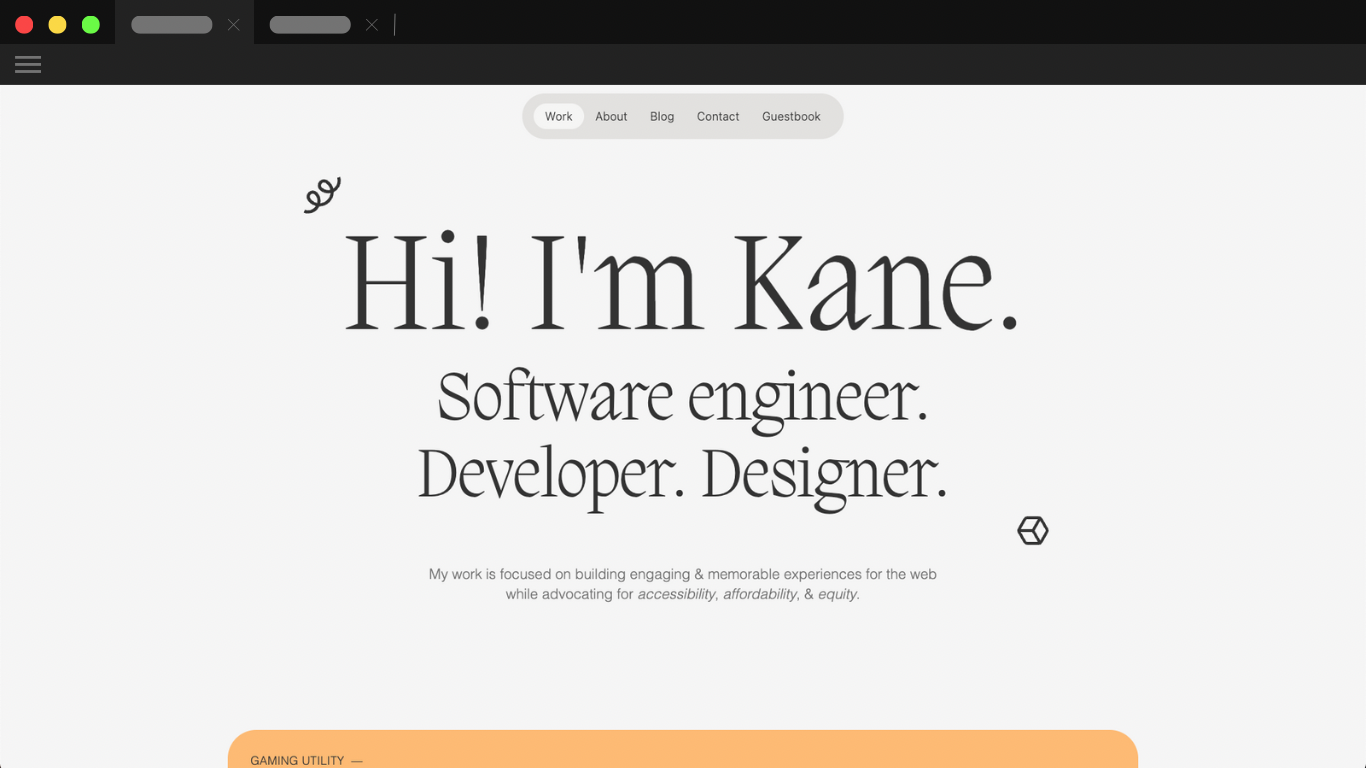 Work About Blog Contact Guestbook
Hi! I'm Kane.
Software engineer.
Developer. Designer.
My work is focused on building engaging & memorable experiences for the web
while advocating for accessibility, affordability, & equity.
GAMING UTILITY —